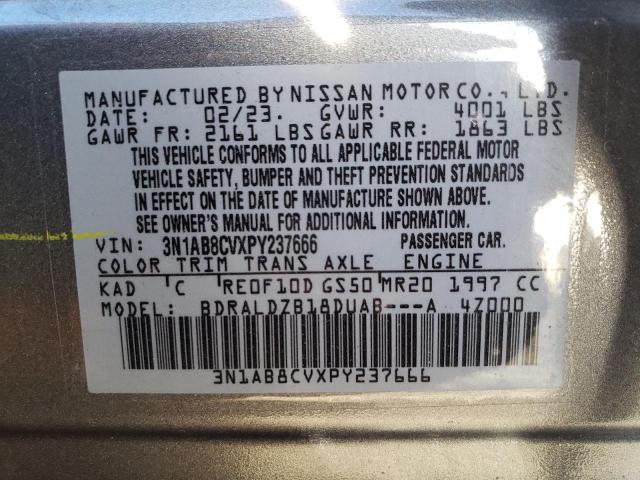 MANUFACTURED BY NISSAN MOTOR CO., LTD.
DATE: 02/23. GVWR: 4001 LBS
GAWR FR: 2161 LBS GAWR RR: 1863 LBS
THIS VEHICLE CONFORMS TO ALL APPLICABLE FEDERAL MOTOR
VEHICLE SAFETY, BUMPER AND THEFT PREVENTION STANDARDS
IN EFFECT ON THE DATE OF MANUFACTURE SHOWN ABOVE.
SEE OWNER'S MANUAL FOR ADDITIONAL INFORMATION.
VIN: 3N1AB8CVXPY237666 PASSENGER CAR.
COLOR TRIM TRANS AXLE ENGINE
KAD C RE0F10D GS50 MR20 1997 CC
MODEL: BDRALDZB18DUAB---A 4Z000
3N1AB8CVXPY237666